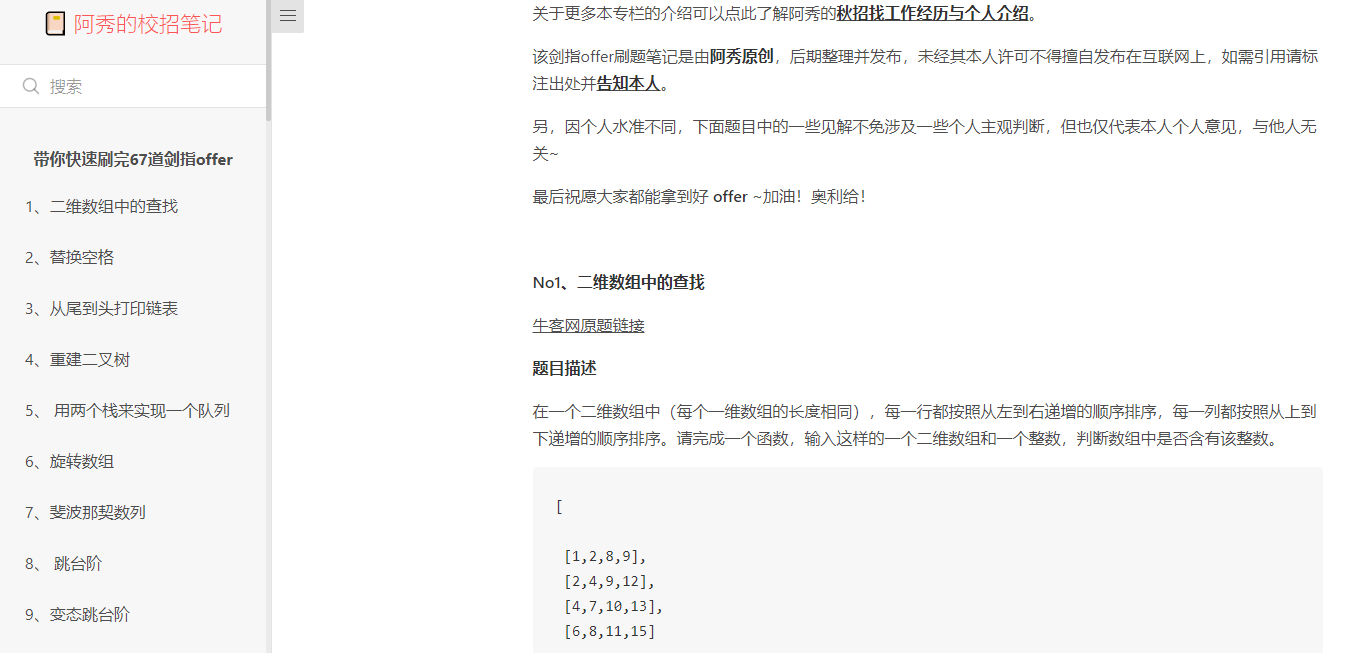 阿秀的校招笔记
搜索
带你快速刷完67道剑指offer
1、二维数组中的查找
2、替换空格
3、从尾到头打印链表
4、重建二叉树
5、 用两个栈来实现一个队列
6、旋转数组
7、斐波那契数列
8、 跳台阶
9、变态跳台阶
关于更多本专栏的介绍可以点此了解阿秀的秋招找工作经历与个人介绍。
该剑指offer刷题笔记是由阿秀原创，后期整理并发布，未经其本人许可不得擅自发布在互联网上，如需引用请标
注出处并告知本人。
另，因个人水准不同，下面题目中的一些见解不免涉及一些个人主观判断，但也仅代表本人个人意见，与他人无
关~
最后祝愿大家都能拿到好 offer ~加油！奥利给！
No1、二维数组中的查找
牛客网原题链接
题目描述
在一个二维数组中（每个一维数组的长度相同），每一行都按照从左到右递增的顺序排序，每一列都按照从上到
下递增的顺序排序。请完成一个函数，输入这样的一个二维数组和一个整数，判断数组中是否含有该整数。
[
[1,2,8,9],
[2,4,9,12],
[4,7,10,13],
[6,8,11,15]